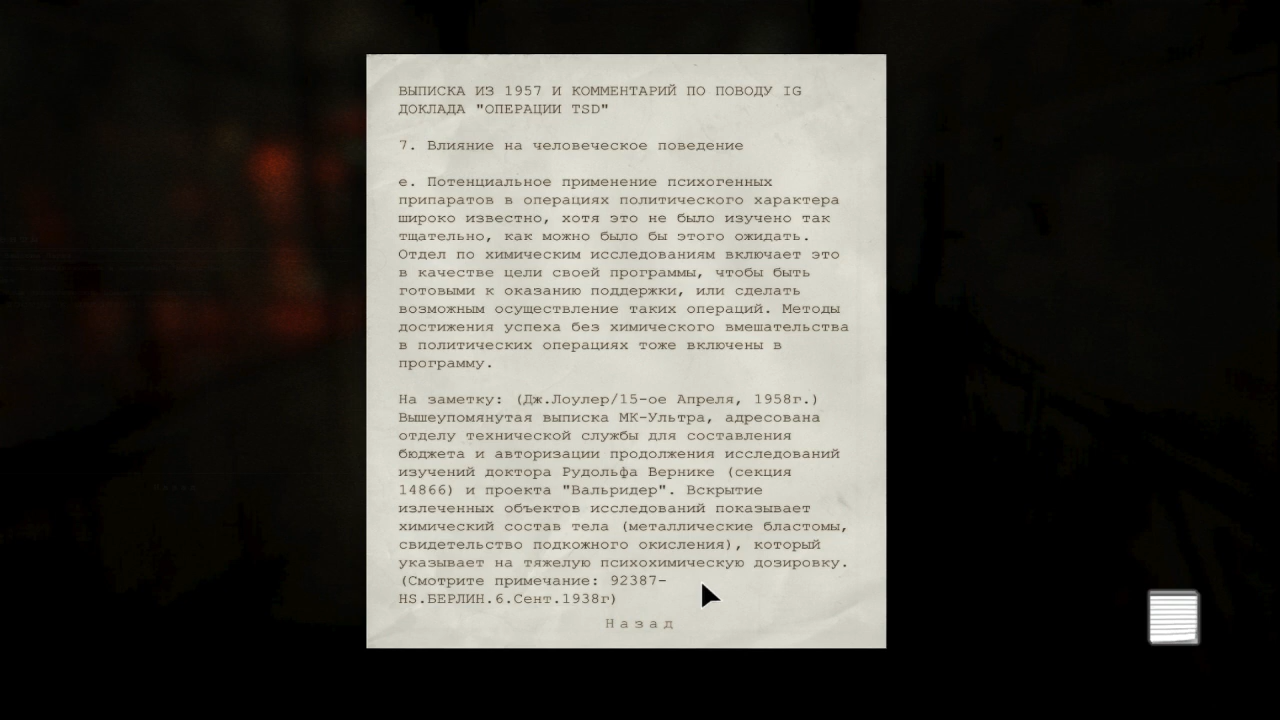 ВЫПИСКА ИЗ 1957 И КОММЕНТАРИЙ ПО ПОВОДУ IG
ДОКЛАДА "ОПЕРАЦИИ TSD"
7. Влияние на человеческое поведение
е. Потенциальное применение психогенных
препаратов в операциях политического характера
широко известно, хотя это не было изучено так
тщательно, как можно было бы этого ожидать.
Отдел по химическим исследованиям включает это
в качестве цели своей программы, чтобы быть
готовыми к оказанию поддержки, или сделать
возможным осуществление таких операций. Методы
достижения успеха без химического вмешательства
в политических операциях тоже включены в
программу.
На заметку: (Дж.Лоулер/15-ое Апреля, 1958г.)
Вышеупомянутая выписка МК-Ультра, адресована
отделу технической службы для составления
бюджета и авторизации продолжения исследований
изучений доктора Рудольфа Вернике (секция
14866) и проекта "Вальридер". Вскрытие
излеченных объектов исследований показывает
химический состав тела (металлические бластомы,
свидетельство подкожного окисления), который
указывает на тяжелую психохимическую дозировку.
(Смотрите примечание: 92387-
HS.БЕРЛИН.6.Сент.1938г)
Назад